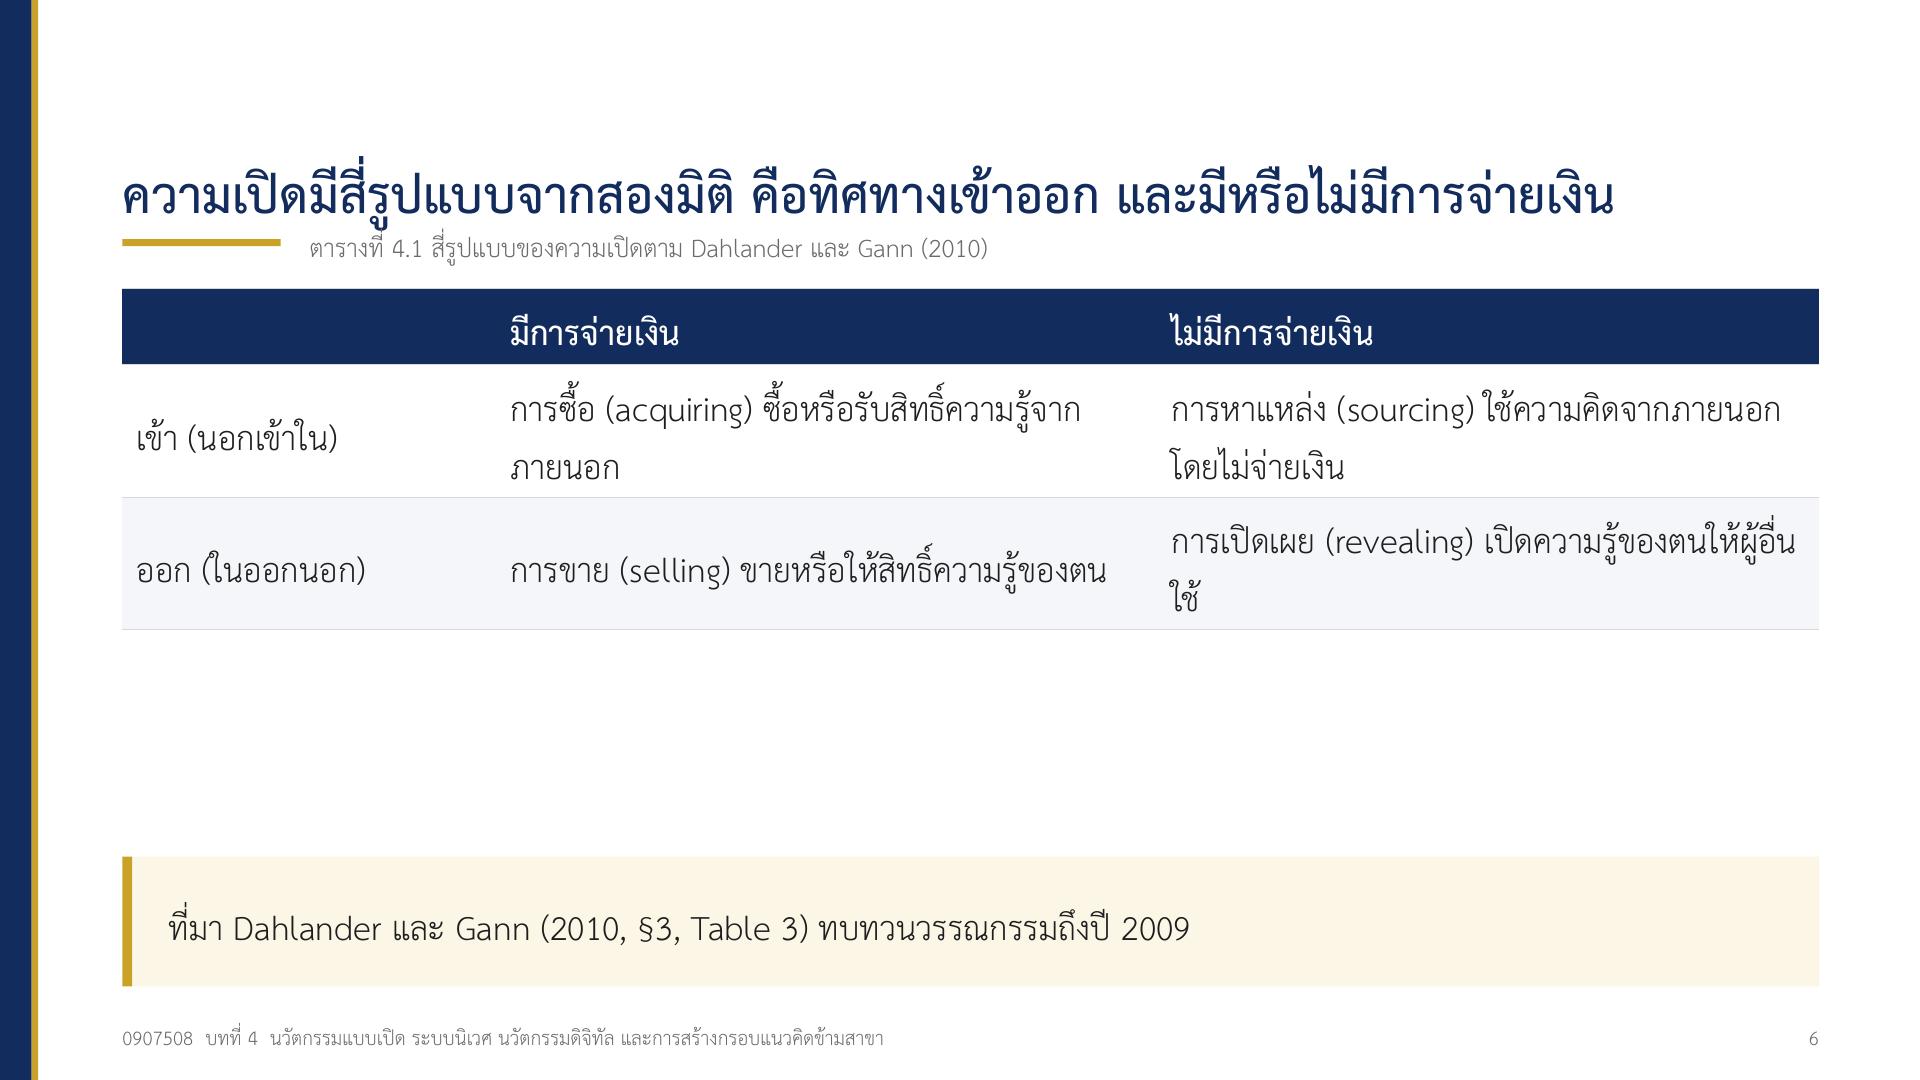 ความเปิดมีสี่รูปแบบจากสองมิติ คือทิศทางเข้าออก และมีหรือไม่มีการจ่ายเงิน
ตารางที่ 4.1 สี่รูปแบบของความเปิดตาม Dahlander และ Gann (2010)
มีการจ่ายเงิน
ไม่มีการจ่ายเงิน
เข้า (นอกเข้าใน)
การซื้อ (acquiring) ซื้อหรือรับสิทธิ์ความรู้จาก
ภายนอก
การหาแหล่ง (sourcing) ใช้ความคิดจากภายนอก
โดยไม่จ่ายเงิน
ออก (ในออกนอก)
การขาย (selling) ขายหรือให้สิทธิ์ความรู้ของตน
การเปิดเผย (revealing) เปิดความรู้ของตนให้ผู้อื่น
ใช้
ที่มา Dahlander และ Gann (2010, §3, Table 3) ทบทวนวรรณกรรมถึงปี 2009
0907508 บทที่ 4 นวัตกรรมแบบเปิด ระบบนิเวศ นวัตกรรมดิจิทัล และการสร้างกรอบแนวคิดข้ามสาขา
6